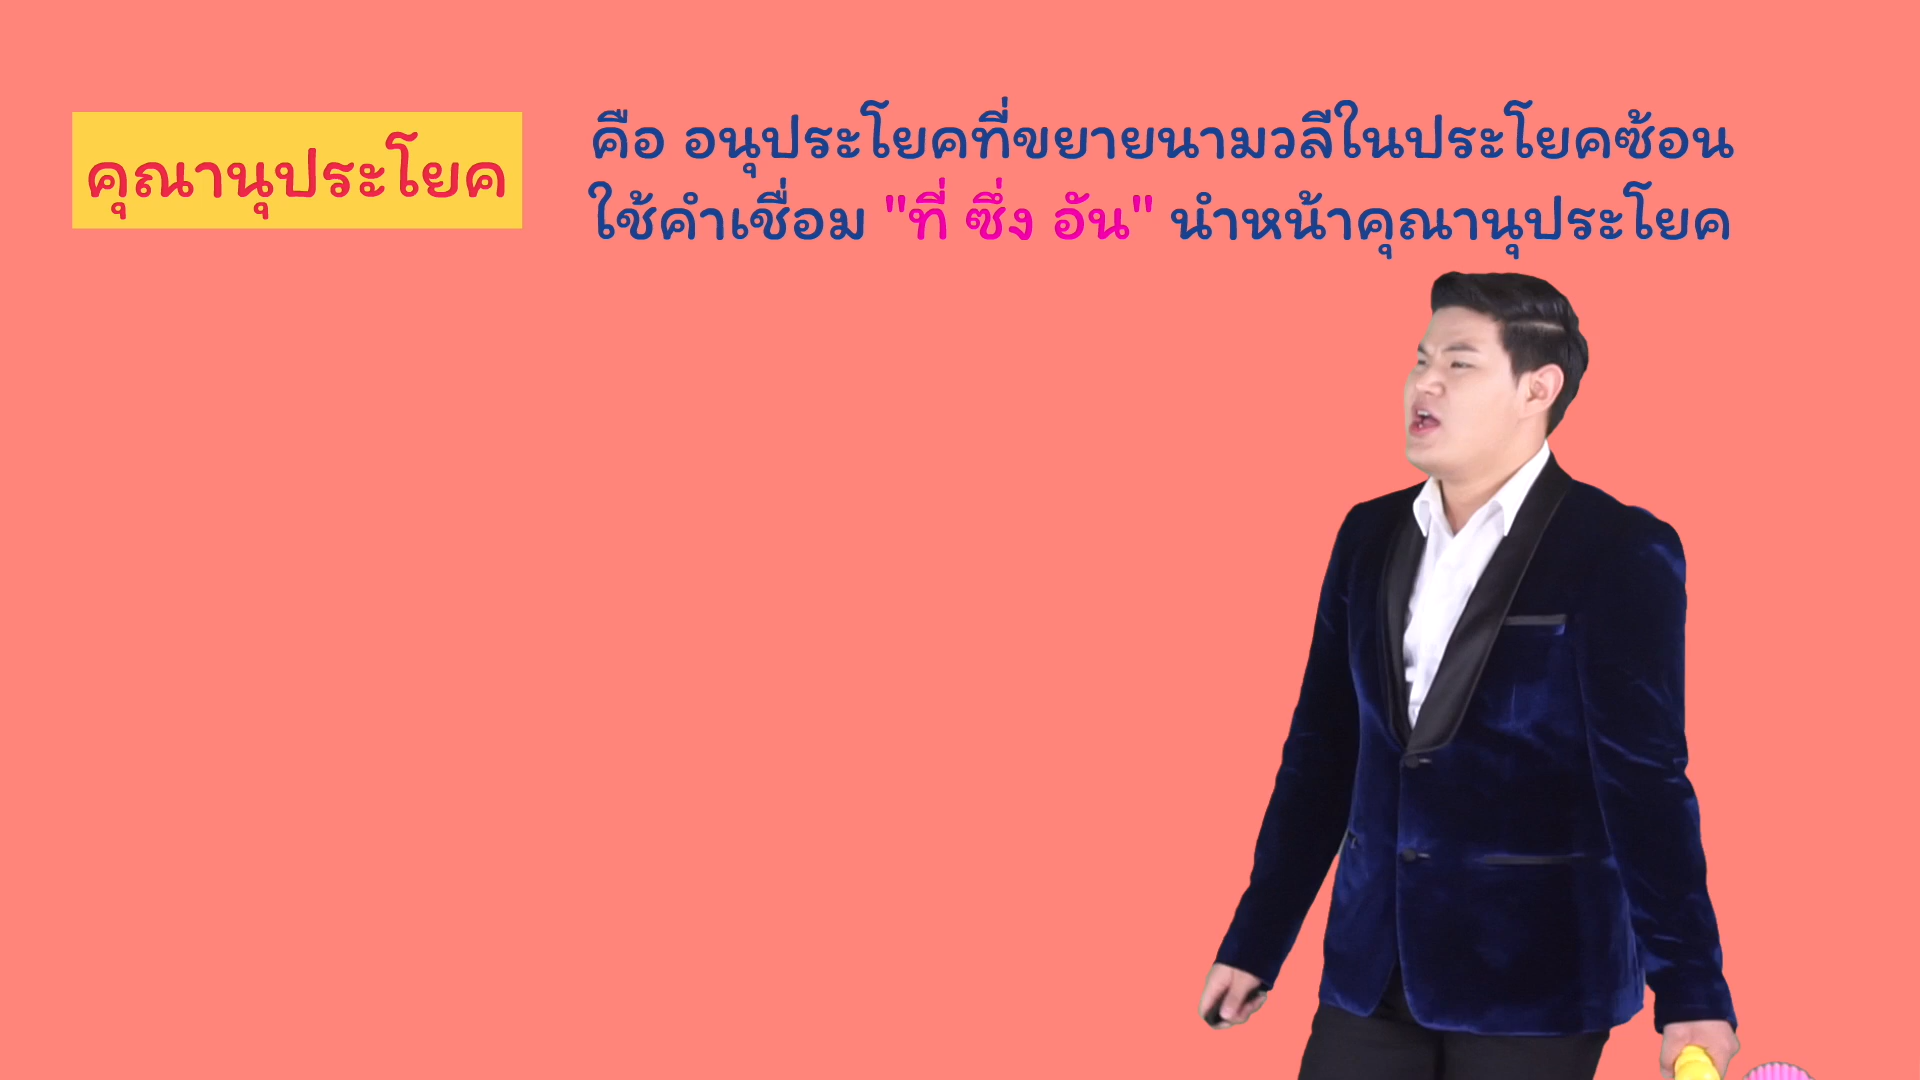 คุณานุประโยค
คือ อนุประโยคที่ขยายนามวลีในประโยคซ้อน
ใช้คำเชื่อม "ที่ ซึ่ง อัน" นำหน้าคุณานุประโยค